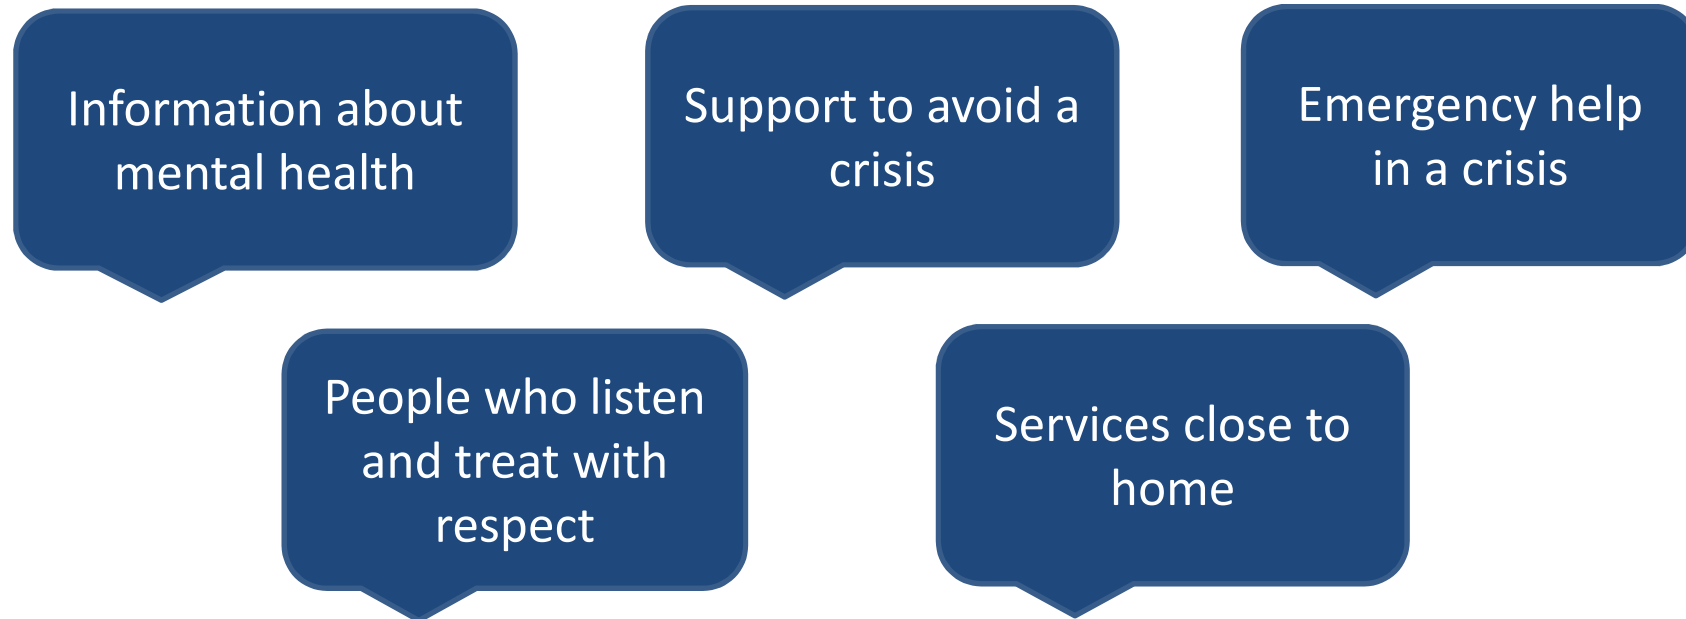 Information about
mental health
Support to avoid a
crisis
Emergency help
in a crisis
People who listen
and treat with
respect
Services close to
home